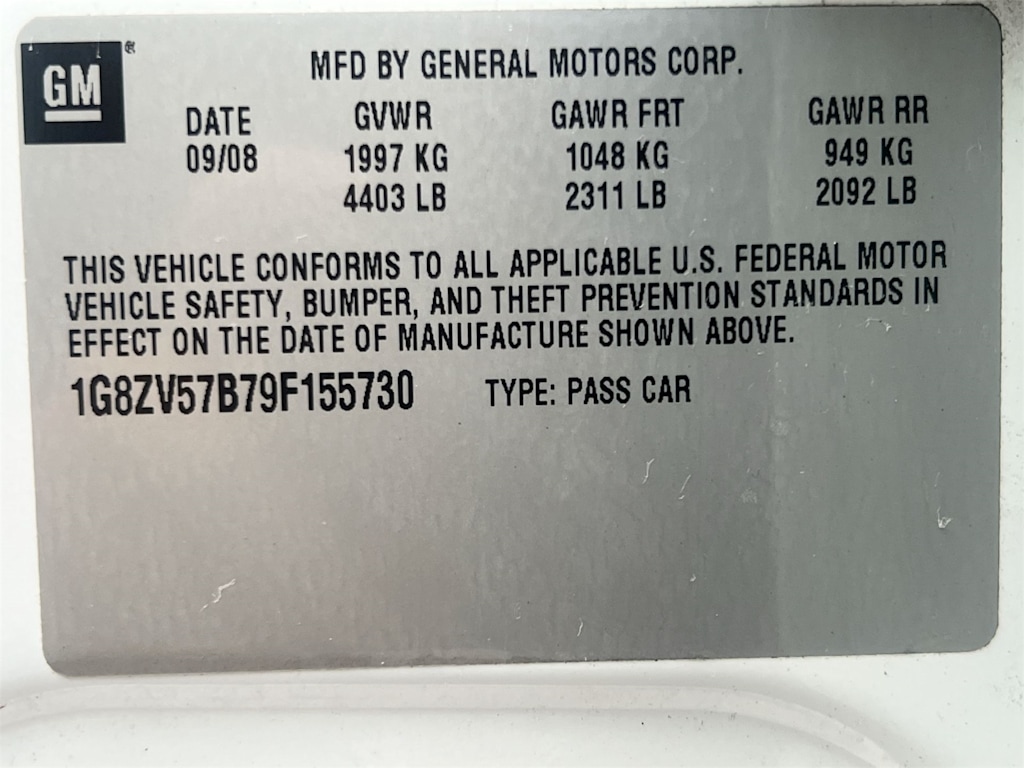 GM ®
MFD BY GENERAL MOTORS CORP.
DATE GVWR GAWR FRT GAWR RR
09/08 1997 KG 1048 KG 949 KG
4403 LB 2311 LB 2092 LB
THIS VEHICLE CONFORMS TO ALL APPLICABLE U.S. FEDERAL MOTOR
VEHICLE SAFETY, BUMPER, AND THEFT PREVENTION STANDARDS IN
EFFECT ON THE DATE OF MANUFACTURE SHOWN ABOVE.
1G8ZV57B79F155730 TYPE: PASS CAR